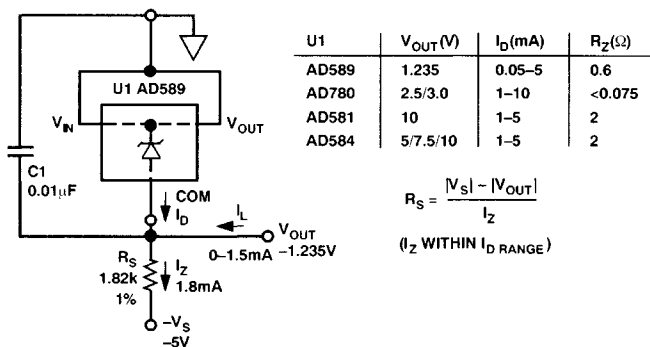 U1 AD589
V_IN
V_OUT
C1
0.01µF
COM
I_D
I_L
V_OUT
0–1.5mA –1.235V
R_S
1.82k
1%
I_Z
1.8mA
–V_S
–5V
U1 V_OUT(V) I_D(mA) R_Z(Ω)
AD589 1.235 0.05–5 0.6
AD780 2.5/3.0 1–10 <0.075
AD581 10 1–5 2
AD584 5/7.5/10 1–5 2
R_S = |V_S| – |V_OUT| / I_Z
(I_Z WITHIN I_D RANGE)